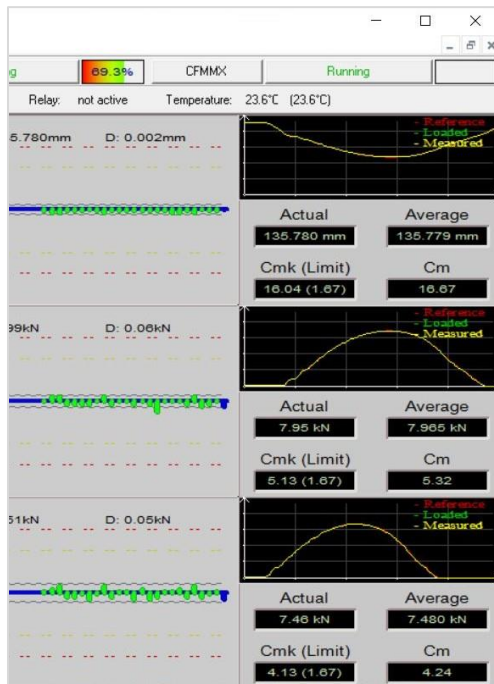 g 69.3% CFMMX Running
Relay: not active Temperature: 23.6°C (23.6°C)
5.780mm D: 0.002mm
- Reference
- Loaded
- Measured
Actual Average
135.780 mm 135.779 mm
Cmk (Limit) Cm
16.04 (1.67) 16.67
99kN D: 0.06kN
- Reference
- Loaded
- Measured
Actual Average
7.95 kN 7.965 kN
Cmk (Limit) Cm
5.13 (1.67) 5.32
51kN D: 0.05kN
- Reference
- Loaded
- Measured
Actual Average
7.46 kN 7.480 kN
Cmk (Limit) Cm
4.13 (1.67) 4.24